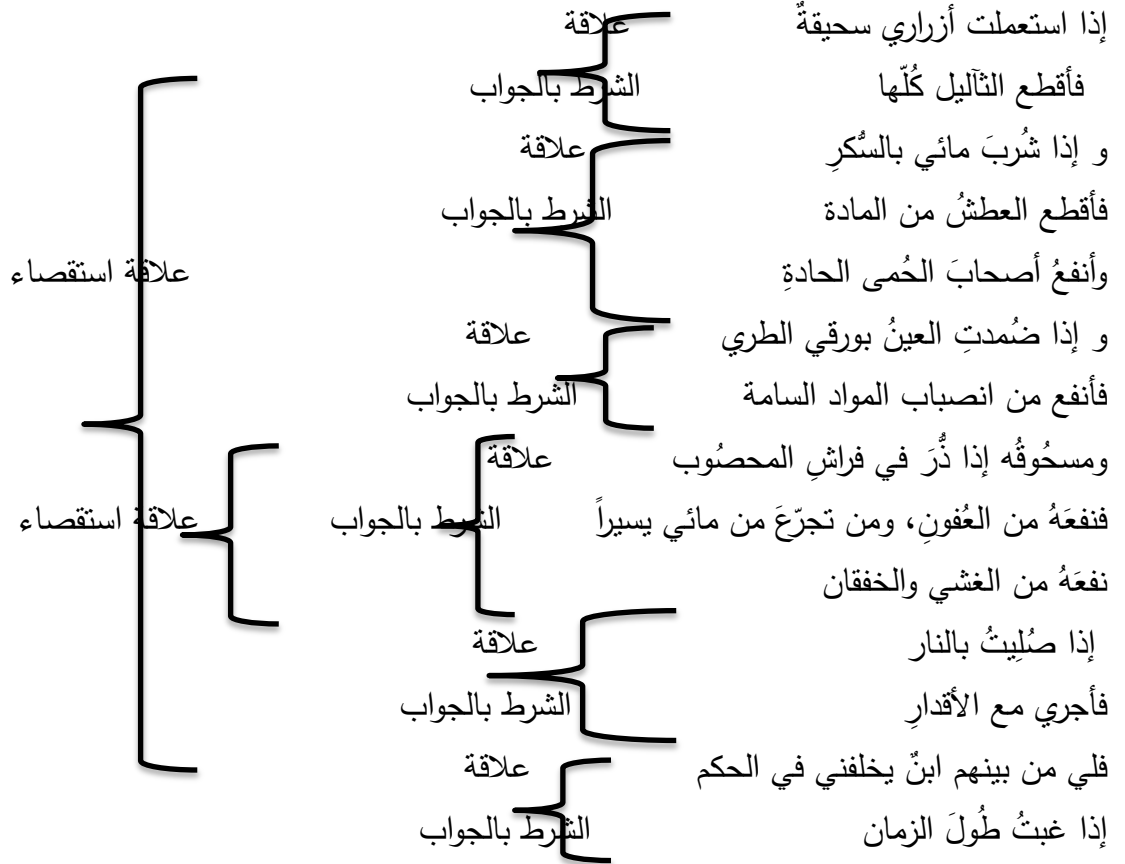 إذا استعملت أزراري سحيقةٌ علاقة
فأقطع الثآليل كُلّها الشرط بالجواب
و إذا شُربَ مائي بالسُّكرِ علاقة
فأقطع العطشُ من المادة الشرط بالجواب
وأنفعُ أصحابَ الحُمى الحادةِ علاقة استقصاء
و إذا ضُمدتِ العينُ بورقي الطري علاقة
فأنفع من انصباب المواد السامة الشرط بالجواب
ومسحُوقُه إذا ذُّرَ في فراشِ المحصُوب علاقة
فنفعَهُ من العُفونِ، ومن تجرّعَ من مائي يسيراً الشرط بالجواب علاقة استقصاء
نفعَهُ من الغشي والخفقان
إذا صُلِيتُ بالنار علاقة
فأجري مع الأقدارِ الشرط بالجواب
فلي من بينهم ابنٌ يخلفني في الحكم علاقة
إذا غبتُ طُولَ الزمان الشرط بالجواب